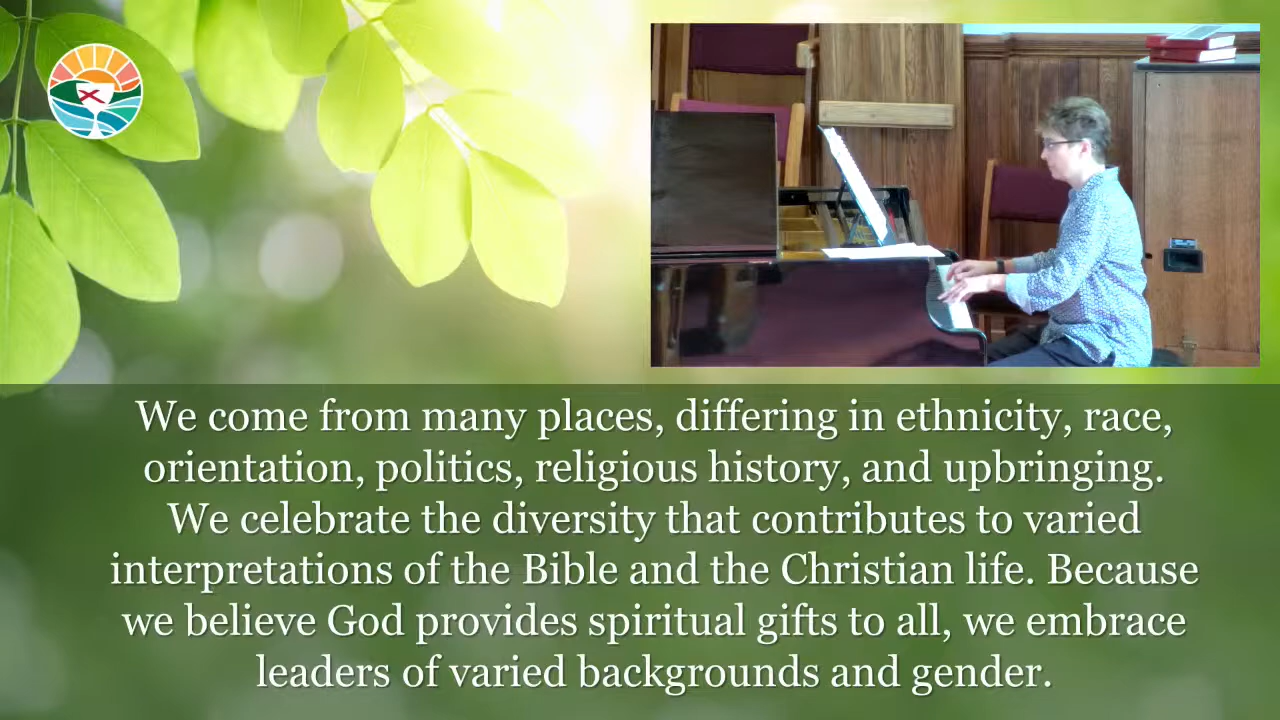 We come from many places, differing in ethnicity, race,
orientation, politics, religious history, and upbringing.
We celebrate the diversity that contributes to varied
interpretations of the Bible and the Christian life. Because
we believe God provides spiritual gifts to all, we embrace
leaders of varied backgrounds and gender.